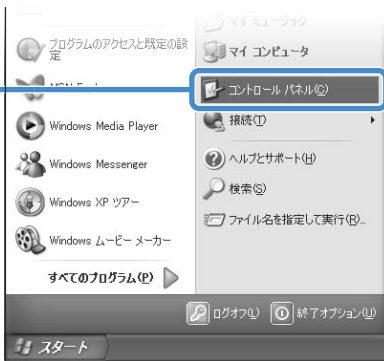 プログラムのアクセスと既定の設
定
Windows Media Player
Windows Messenger
Windows XP ツアー
Windows ムービー メーカー
すべてのプログラム(P)
マイ ミュージック
マイ コンピュータ
コントロール パネル(C)
接続(T)
ヘルプとサポート(H)
検索(S)
ファイル名を指定して実行(R)...
ログオフ(L)
終了オプション(U)
スタート